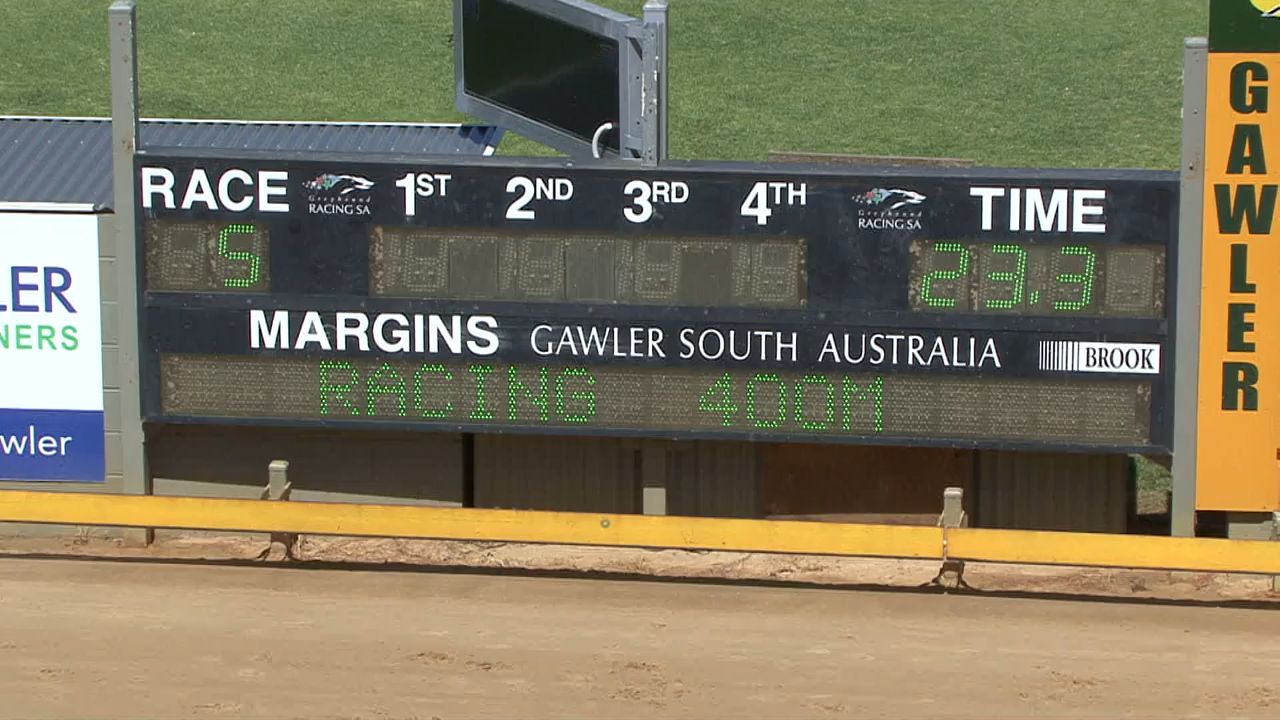 RACE
Greyhound
RACING SA
1ST 2ND 3RD 4TH
Greyhound
RACING SA
TIME
5
23.3
MARGINS GAWLER SOUTH AUSTRALIA
BROOK
RACING 400M
LER
NERS
awler
GAWLER